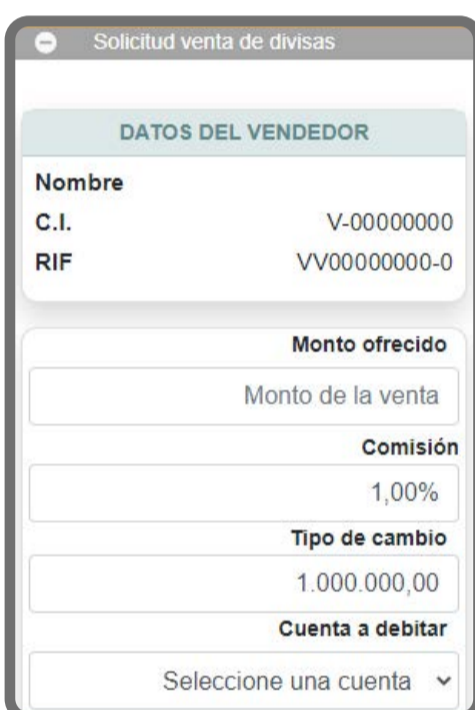 Solicitud venta de divisas
DATOS DEL VENDEDOR
Nombre
C.I. V-00000000
RIF VV00000000-0
Monto ofrecido
Monto de la venta
Comisión
1,00%
Tipo de cambio
1.000.000,00
Cuenta a debitar
Seleccione una cuenta